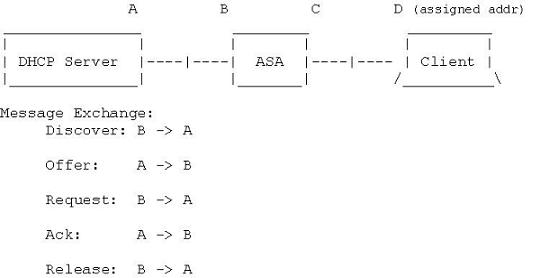 A B C D (assigned addr)
DHCP Server ASA Client
Message Exchange:
Discover: B -> A
Offer: A -> B
Request: B -> A
Ack: A -> B
Release: B -> A